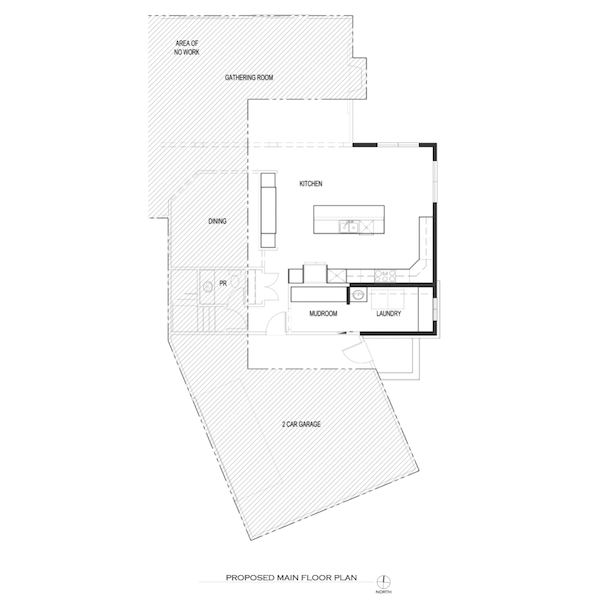 AREA OF
NO WORK
GATHERING ROOM
KITCHEN
DINING
PR
MUDROOM
LAUNDRY
2 CAR GARAGE
PROPOSED MAIN FLOOR PLAN
NORTH